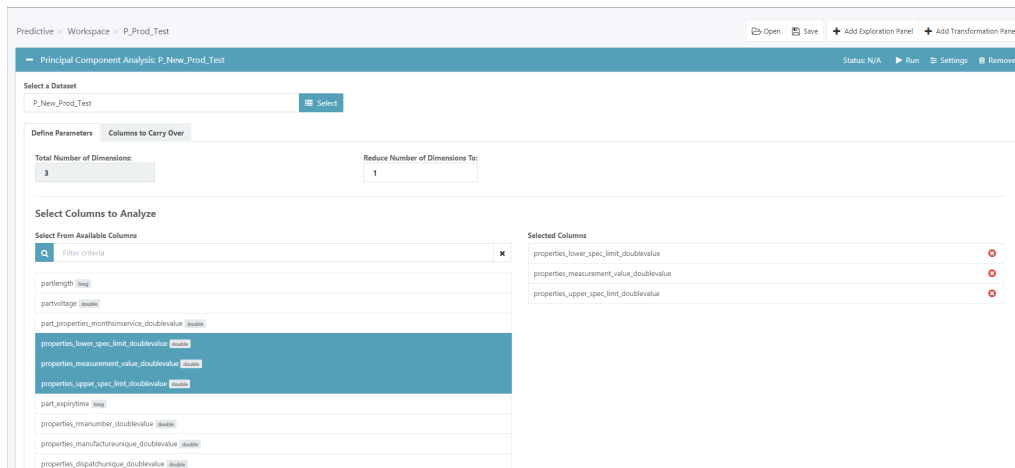 Predictive > Workspace > P_Prod_Test
Open Save Add Exploration Panel Add Transformation Pane
Principal Component Analysis: P_New_Prod_Test
Status: N/A Run Settings Remove
Select a Dataset
P_New_Prod_Test Select
Define Parameters Columns to Carry Over
Total Number of Dimensions: Reduce Number of Dimensions To:
3 1
Select Columns to Analyze
Select From Available Columns
Filter criteria
partlength long
partvoltage double
part_properties_monthsinservice_doublevalue double
properties_lower_spec_limit_doublevalue double
properties_measurement_value_doublevalue double
properties_upper_spec_limt_doublevalue double
part_expirytime long
properties_rmanumber_doublevalue double
properties_manufactureunique_doublevalue double
properties_dispatchunique_doublevalue double
Selected Columns
properties_lower_spec_limit_doublevalue
properties_measurement_value_doublevalue
properties_upper_spec_limt_doublevalue